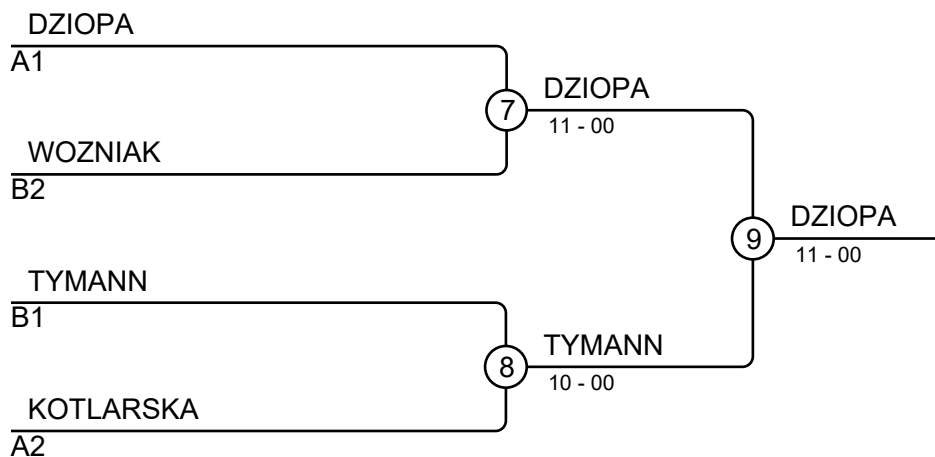 DZIOPA
A1
7
DZIOPA
11 - 00
WOZNIAK
B2
9
DZIOPA
11 - 00
TYMANN
B1
8
TYMANN
10 - 00
KOTLARSKA
A2